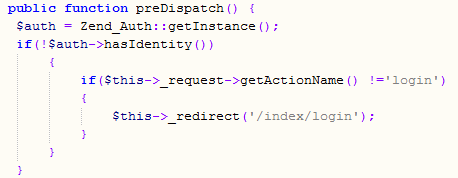 public function preDispatch() {
$auth = Zend_Auth::getInstance();
if(!$auth->hasIdentity())
{
if($this->_request->getActionName() !='login')
{
$this->_redirect('/index/login');
}
}
}